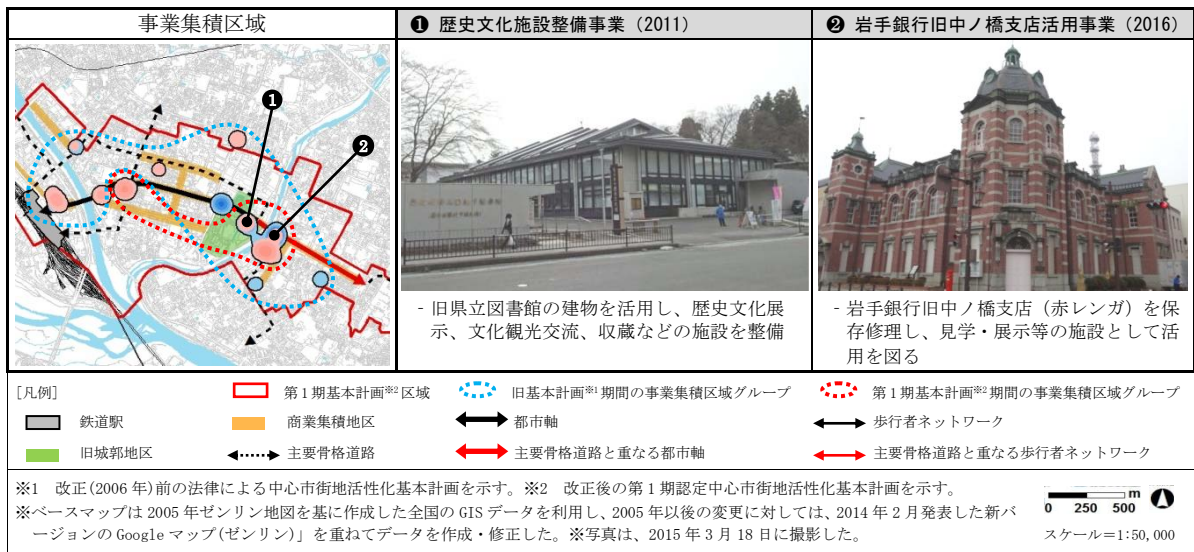 事業集積区域
❶ 歴史文化施設整備事業（2011）
❷ 岩手銀行旧中ノ橋支店活用事業（2016）
❶
❷
- 旧県立図書館の建物を活用し、歴史文化展
示、文化観光交流、収蔵などの施設を整備
- 岩手銀行旧中ノ橋支店（赤レンガ）を保
存修理し、見学・展示等の施設として活
用を図る
[凡例]
第1期基本計画※2区域
旧基本計画※1期間の事業集積区域グループ
第1期基本計画※2期間の事業集積区域グループ
鉄道駅
商業集積地区
都市軸
歩行者ネットワーク
旧城郭地区
主要骨格道路
主要骨格道路と重なる都市軸
主要骨格道路と重なる歩行者ネットワーク
※1 改正(2006年)前の法律による中心市街地活性化基本計画を示す。※2 改正後の第1期認定中心市街地活性化基本計画を示す。
※ベースマップは2005年ゼンリン地図を基に作成した全国のGISデータを利用し、2005年以後の変更に対しては、2014年2月発表した新バ
ージョンのGoogleマップ(ゼンリン)」を重ねてデータを作成・修正した。※写真は、2015年3月18日に撮影した。
m
0 250 500
スケール=1:50,000